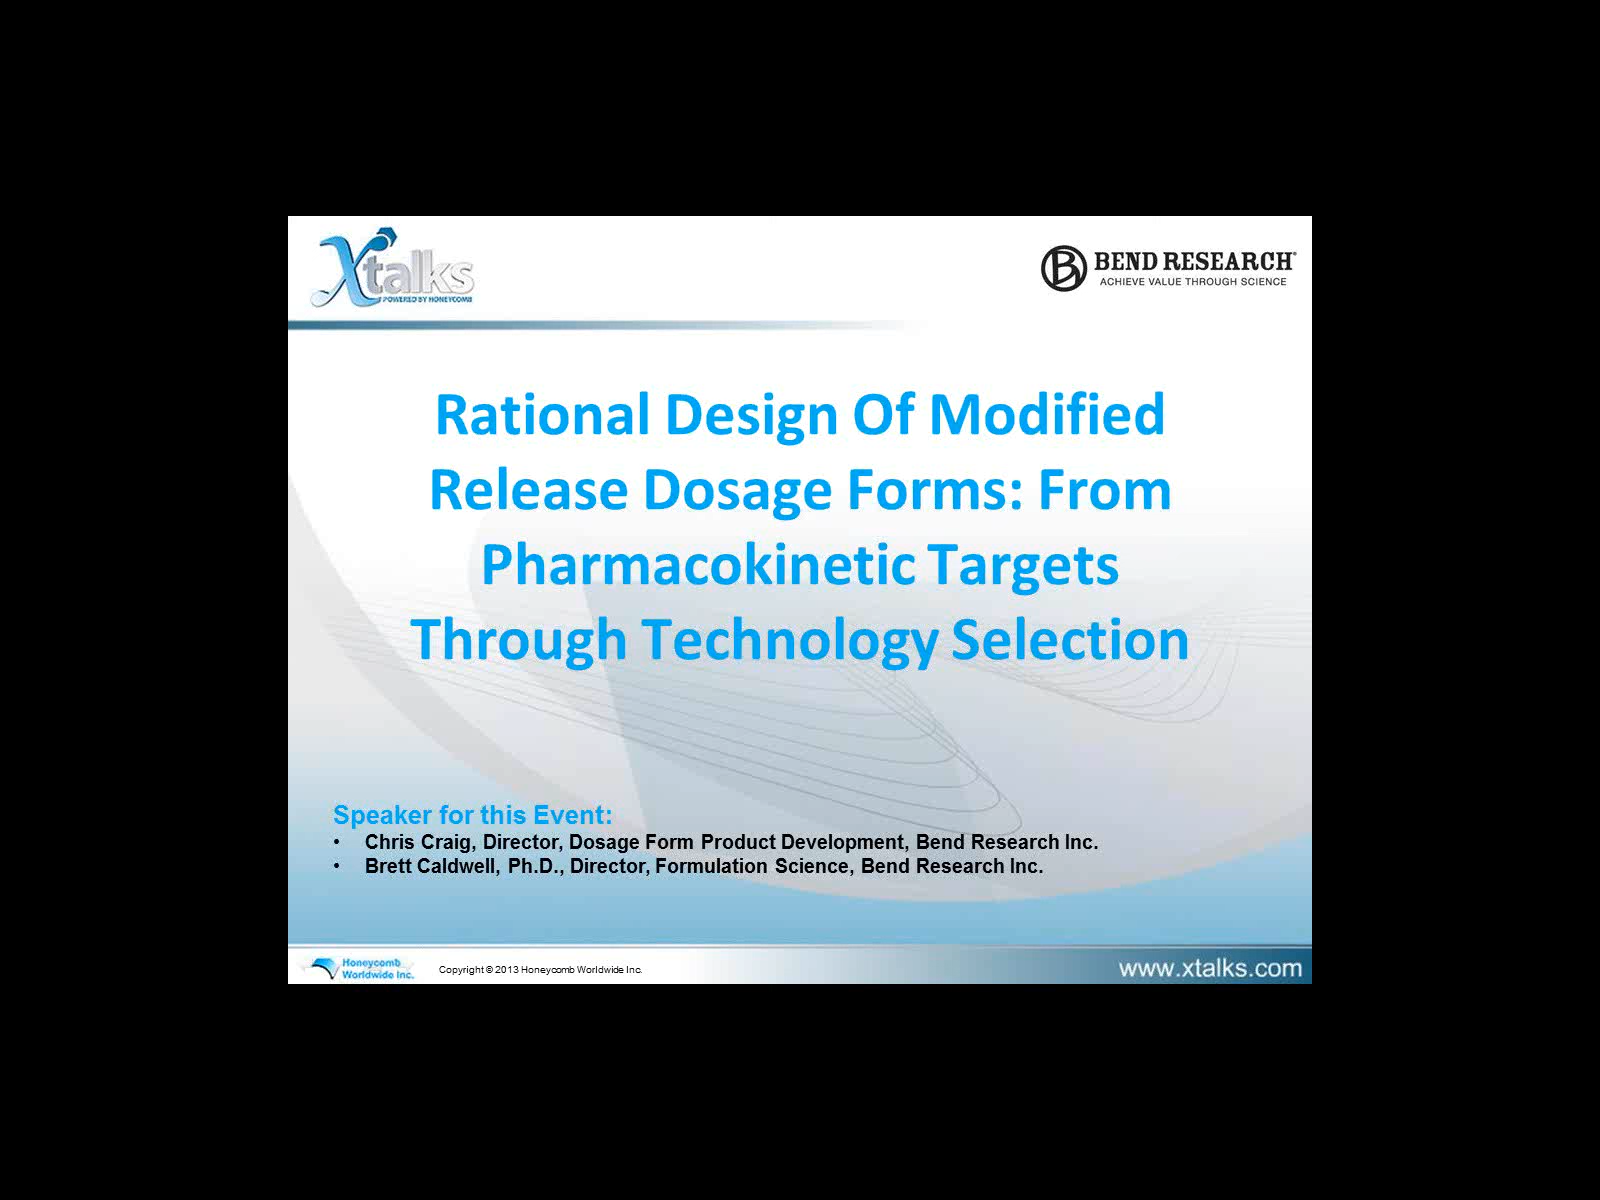 Xtalks
POWERED BY HONEYCOMB
BEND RESEARCH®
ACHIEVE VALUE THROUGH SCIENCE
Rational Design Of Modified
Release Dosage Forms: From
Pharmacokinetic Targets
Through Technology Selection
Speaker for this Event:
• Chris Craig, Director, Dosage Form Product Development, Bend Research Inc.
• Brett Caldwell, Ph.D., Director, Formulation Science, Bend Research Inc.
Honeycomb
Worldwide Inc.
Copyright © 2013 Honeycomb Worldwide Inc.
www.xtalks.com